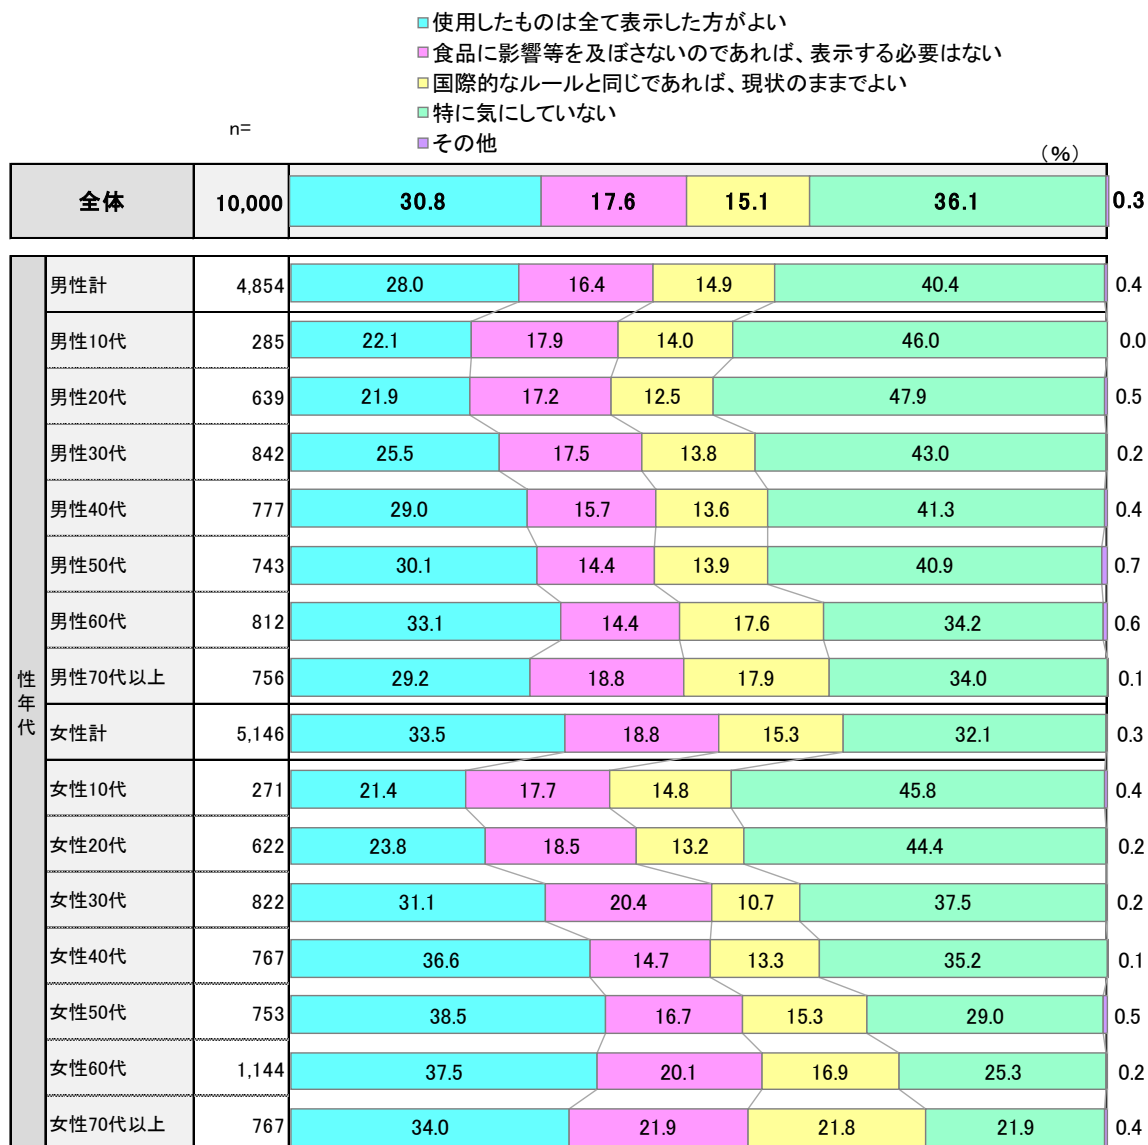 使用したものは全て表示した方がよい
食品に影響等を及ぼさないのであれば、表示する必要はない
国際的なルールと同じであれば、現状のままでよい
特に気にしていない
その他
n=
（%）
全体 10,000 30.8 17.6 15.1 36.1 0.3
性年代
男性計 4,854 28.0 16.4 14.9 40.4 0.4
男性10代 285 22.1 17.9 14.0 46.0 0.0
男性20代 639 21.9 17.2 12.5 47.9 0.5
男性30代 842 25.5 17.5 13.8 43.0 0.2
男性40代 777 29.0 15.7 13.6 41.3 0.4
男性50代 743 30.1 14.4 13.9 40.9 0.7
男性60代 812 33.1 14.4 17.6 34.2 0.6
男性70代以上 756 29.2 18.8 17.9 34.0 0.1
女性計 5,146 33.5 18.8 15.3 32.1 0.3
女性10代 271 21.4 17.7 14.8 45.8 0.4
女性20代 622 23.8 18.5 13.2 44.4 0.2
女性30代 822 31.1 20.4 10.7 37.5 0.2
女性40代 767 36.6 14.7 13.3 35.2 0.1
女性50代 753 38.5 16.7 15.3 29.0 0.5
女性60代 1,144 37.5 20.1 16.9 25.3 0.2
女性70代以上 767 34.0 21.9 21.8 21.9 0.4